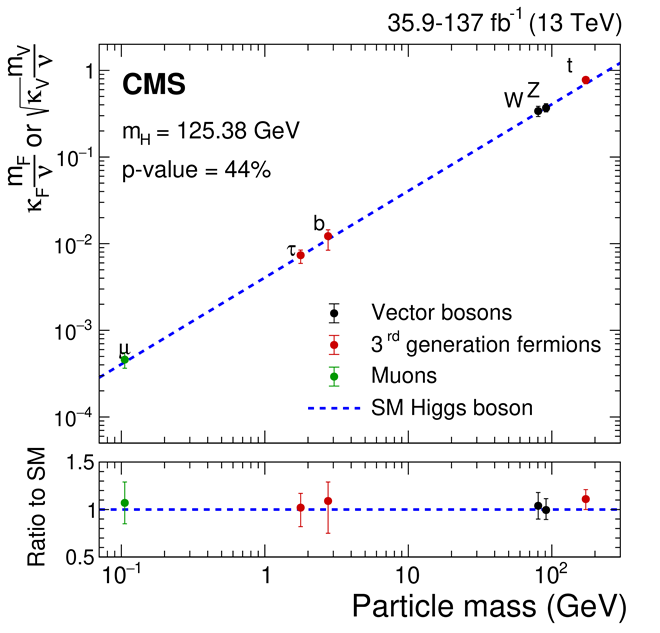 35.9-137 fb⁻¹ (13 TeV)
κ_F m_F/ν or √κ_V m_V/ν
CMS
m_H = 125.38 GeV
p-value = 44%
1
10⁻¹
10⁻²
10⁻³
10⁻⁴
W Z
t
τ b
μ
Vector bosons
3ʳᵈ generation fermions
Muons
SM Higgs boson
Ratio to SM
1.5
1
0.5
10⁻¹ 1 10 10²
Particle mass (GeV)